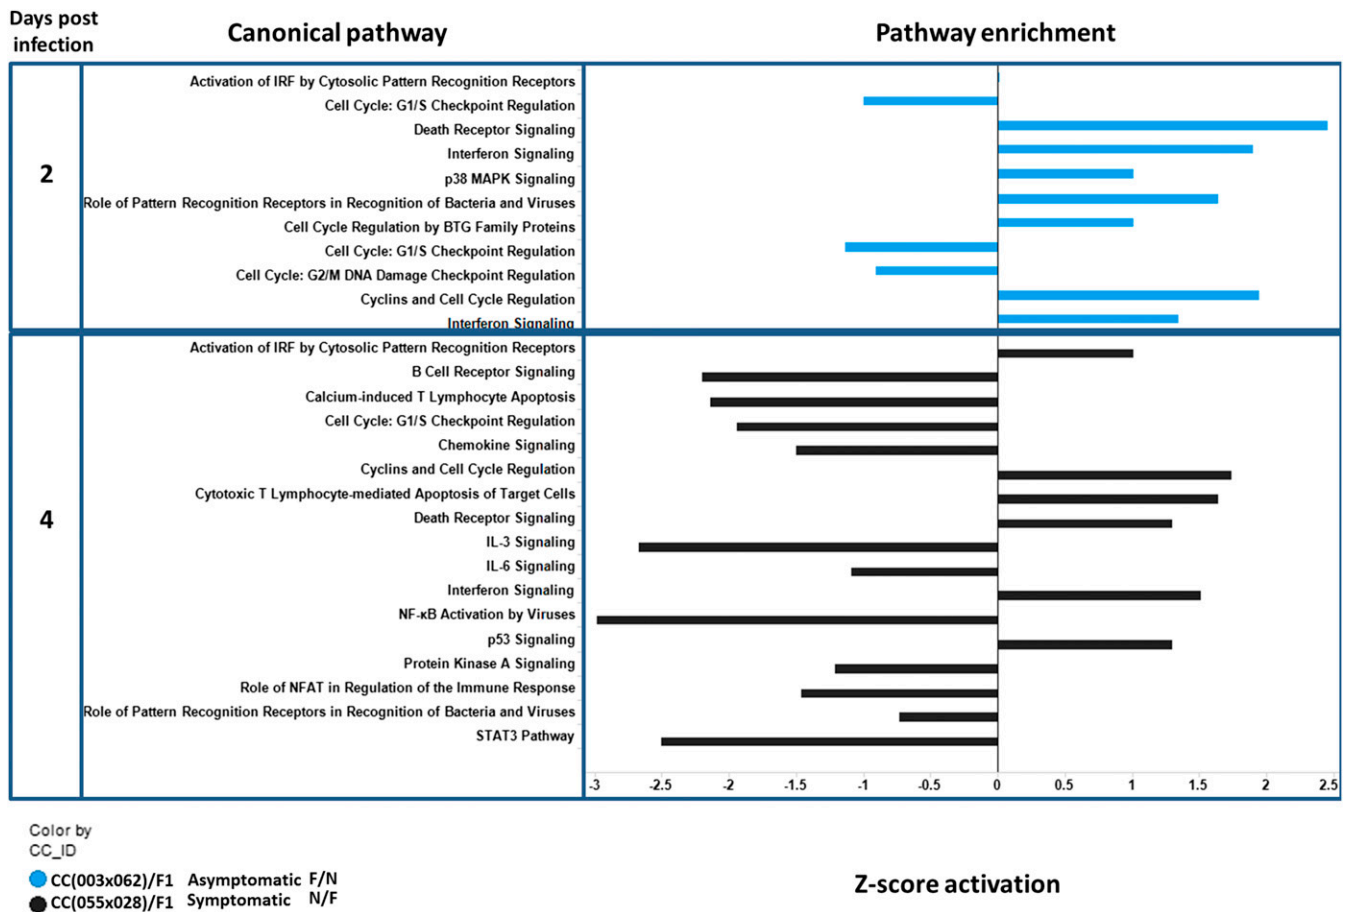 Days post
infection
Canonical pathway
Pathway enrichment
2
Activation of IRF by Cytosolic Pattern Recognition Receptors
Cell Cycle: G1/S Checkpoint Regulation
Death Receptor Signaling
Interferon Signaling
p38 MAPK Signaling
Role of Pattern Recognition Receptors in Recognition of Bacteria and Viruses
Cell Cycle Regulation by BTG Family Proteins
Cell Cycle: G1/S Checkpoint Regulation
Cell Cycle: G2/M DNA Damage Checkpoint Regulation
Cyclins and Cell Cycle Regulation
Interferon Signaling
4
Activation of IRF by Cytosolic Pattern Recognition Receptors
B Cell Receptor Signaling
Calcium-induced T Lymphocyte Apoptosis
Cell Cycle: G1/S Checkpoint Regulation
Chemokine Signaling
Cyclins and Cell Cycle Regulation
Cytotoxic T Lymphocyte-mediated Apoptosis of Target Cells
Death Receptor Signaling
IL-3 Signaling
IL-6 Signaling
Interferon Signaling
NF-κB Activation by Viruses
p53 Signaling
Protein Kinase A Signaling
Role of NFAT in Regulation of the Immune Response
Role of Pattern Recognition Receptors in Recognition of Bacteria and Viruses
STAT3 Pathway
-3 -2.5 -2 -1.5 -1 -0.5 0 0.5 1 1.5 2 2.5
Color by
CC_ID
CC(003x062)/F1 Asymptomatic F/N
CC(055x028)/F1 Symptomatic N/F
Z-score activation